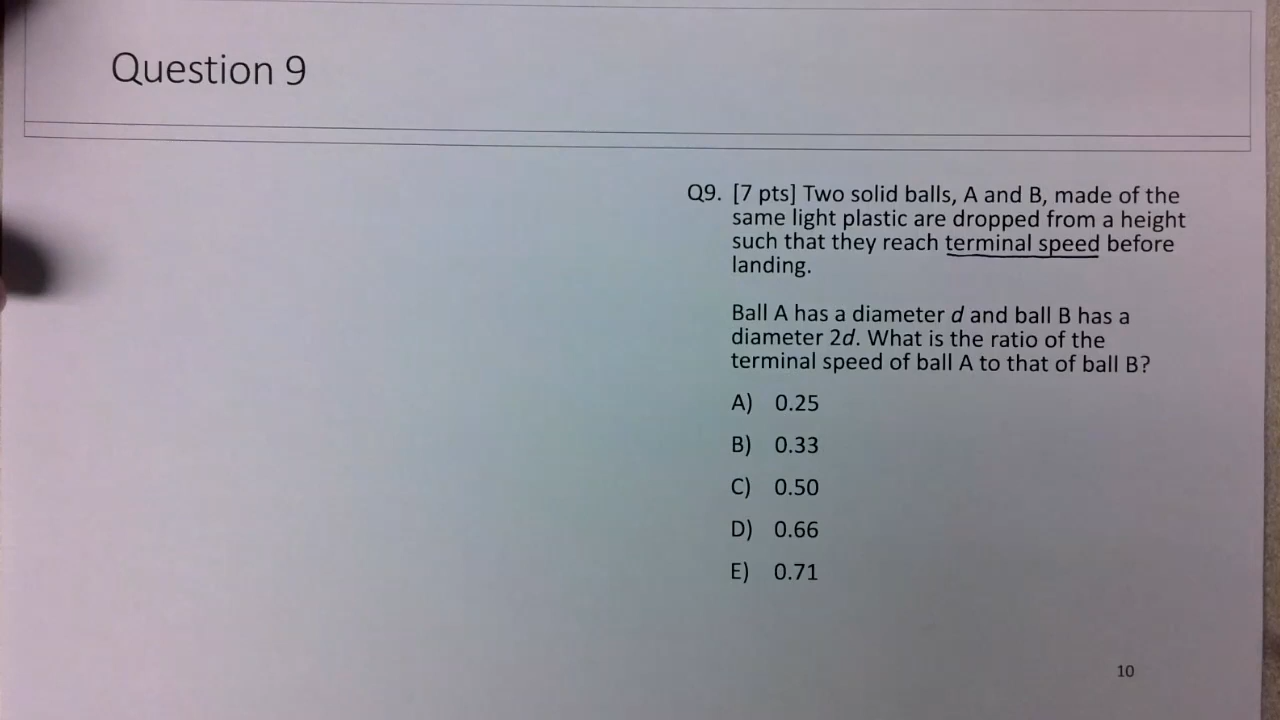 Question 9
Q9. [7 pts] Two solid balls, A and B, made of the
same light plastic are dropped from a height
such that they reach terminal speed before
landing.
Ball A has a diameter d and ball B has a
diameter 2d. What is the ratio of the
terminal speed of ball A to that of ball B?
A) 0.25
B) 0.33
C) 0.50
D) 0.66
E) 0.71
10